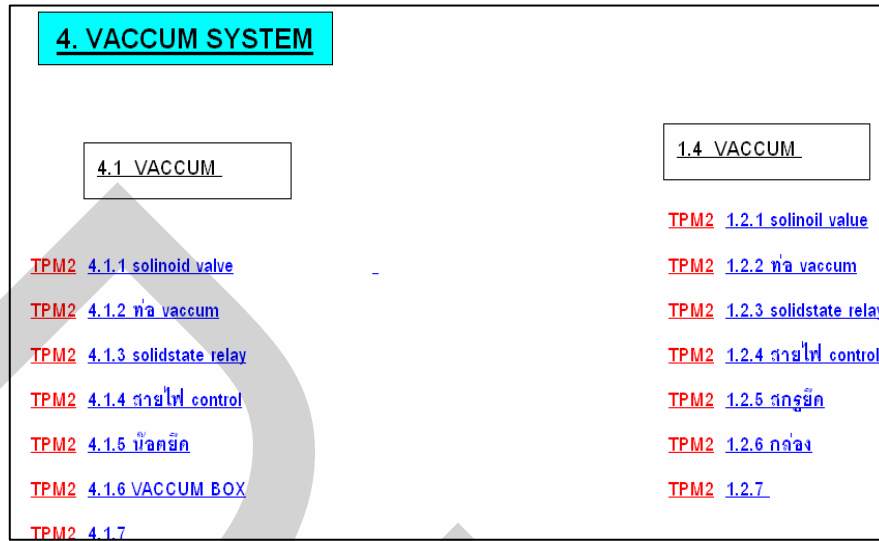 4. VACCUM SYSTEM
4.1 VACCUM
TPM2 4.1.1 solinoid valve
TPM2 4.1.2 ท่อ vaccum
TPM2 4.1.3 solidstate relay
TPM2 4.1.4 สายไฟ control
TPM2 4.1.5 น๊อตยึด
TPM2 4.1.6 VACCUM BOX
TPM2 4.1.7
1.4 VACCUM
TPM2 1.2.1 solinoil value
TPM2 1.2.2 ท่อ vaccum
TPM2 1.2.3 solidstate relay
TPM2 1.2.4 สายไฟ control
TPM2 1.2.5 สกรูยึด
TPM2 1.2.6 กล่อง
TPM2 1.2.7